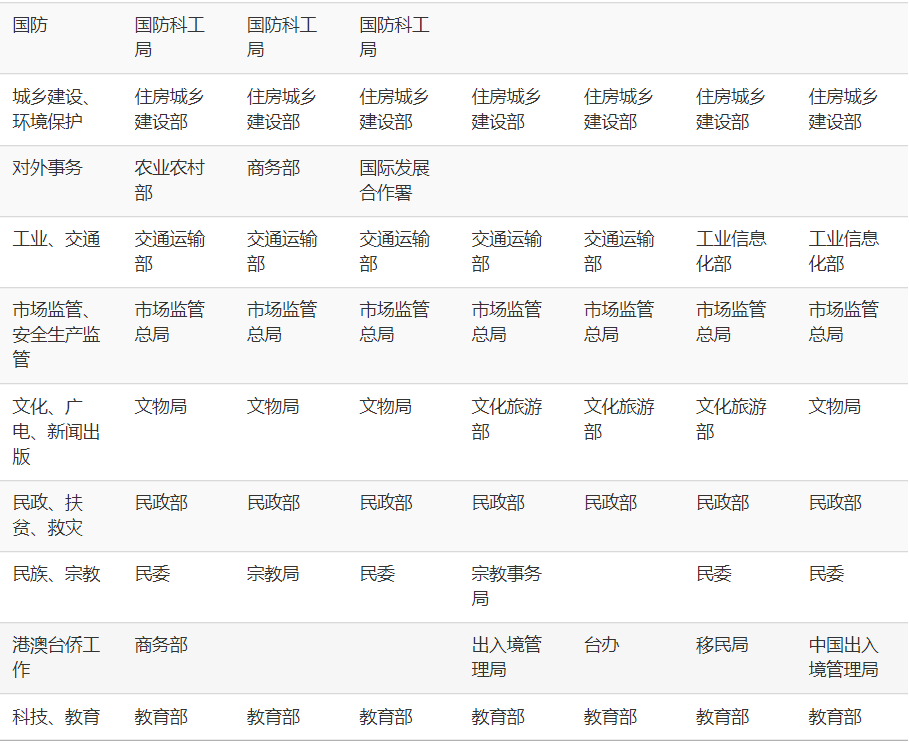 国防 国防科工 国防科工 国防科工
局 局 局
城乡建设、 住房城乡 住房城乡 住房城乡 住房城乡 住房城乡 住房城乡 住房城乡
环境保护 建设部 建设部 建设部 建设部 建设部 建设部 建设部
对外事务 农业农村 商务部 国际发展
部 合作署
工业、交通 交通运输 交通运输 交通运输 交通运输 交通运输 工业信息 工业信息
部 部 部 部 部 化部 化部
市场监管、 市场监管 市场监管 市场监管 市场监管 市场监管 市场监管 市场监管
安全生产监 总局 总局 总局 总局 总局 总局 总局
管
文化、广 文物局 文物局 文物局 文化旅游 文化旅游 文化旅游 文物局
电、新闻出 部 部 部
版
民政、扶 民政部 民政部 民政部 民政部 民政部 民政部 民政部
贫、救灾
民族、宗教 民委 宗教局 民委 宗教事务 民委 民委
局
港澳台侨工 商务部 出入境管 台办 移民局 中国出入
作 理局 境管理局
科技、教育 教育部 教育部 教育部 教育部 教育部 教育部 教育部